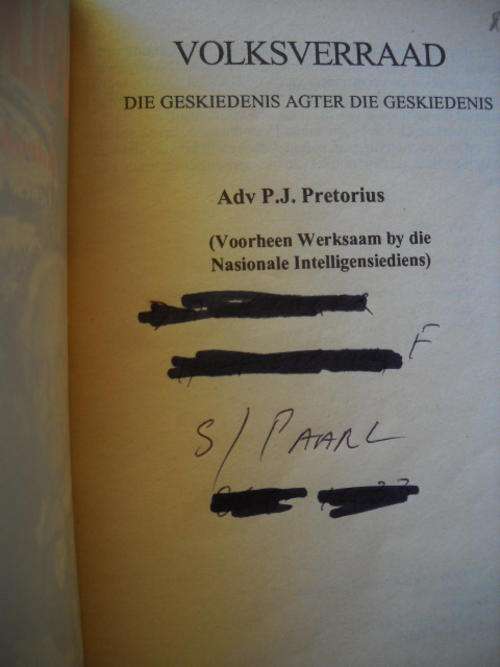 VOLKSVERRAAD
DIE GESKIEDENIS AGTER DIE GESKIEDENIS
Adv P.J. Pretorius
(Voorheen Werksaam by die
Nasionale Intelligensiediens)
F
S/PAARL